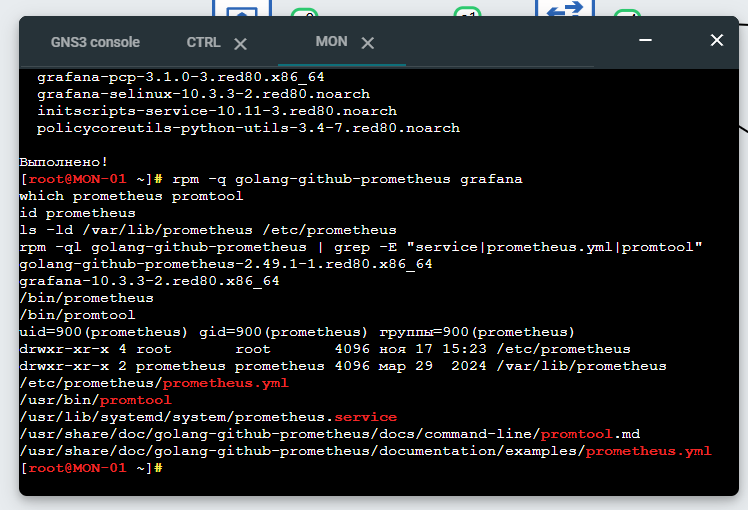 GNS3 console
CTRL
MON
grafana-pcp-3.1.0-3.red80.x86_64
grafana-selinux-10.3.3-2.red80.noarch
initscripts-service-10.11-3.red80.noarch
policycoreutils-python-utils-3.4-7.red80.noarch
Выполнено!
[root@MON-01 ~]# rpm -q golang-github-prometheus grafana
which prometheus promtool
id prometheus
ls -ld /var/lib/prometheus /etc/prometheus
rpm -ql golang-github-prometheus | grep -E "service|prometheus.yml|promtool"
golang-github-prometheus-2.49.1-1.red80.x86_64
grafana-10.3.3-2.red80.x86_64
/bin/prometheus
/bin/promtool
uid=900(prometheus) gid=900(prometheus) группы=900(prometheus)
drwxr-xr-x 4 root       root       4096 ноя 17 15:23 /etc/prometheus
drwxr-xr-x 2 prometheus prometheus 4096 мар 29  2024 /var/lib/prometheus
/etc/prometheus/prometheus.yml
/usr/bin/promtool
/usr/lib/systemd/system/prometheus.service
/usr/share/doc/golang-github-prometheus/docs/command-line/promtool.md
/usr/share/doc/golang-github-prometheus/documentation/examples/prometheus.yml
[root@MON-01 ~]#